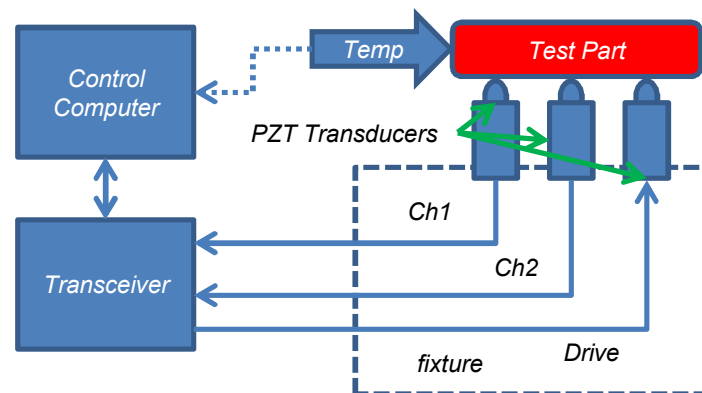 Control
Computer
Temp
Test Part
PZT Transducers
Ch1
Transceiver
Ch2
fixture
Drive